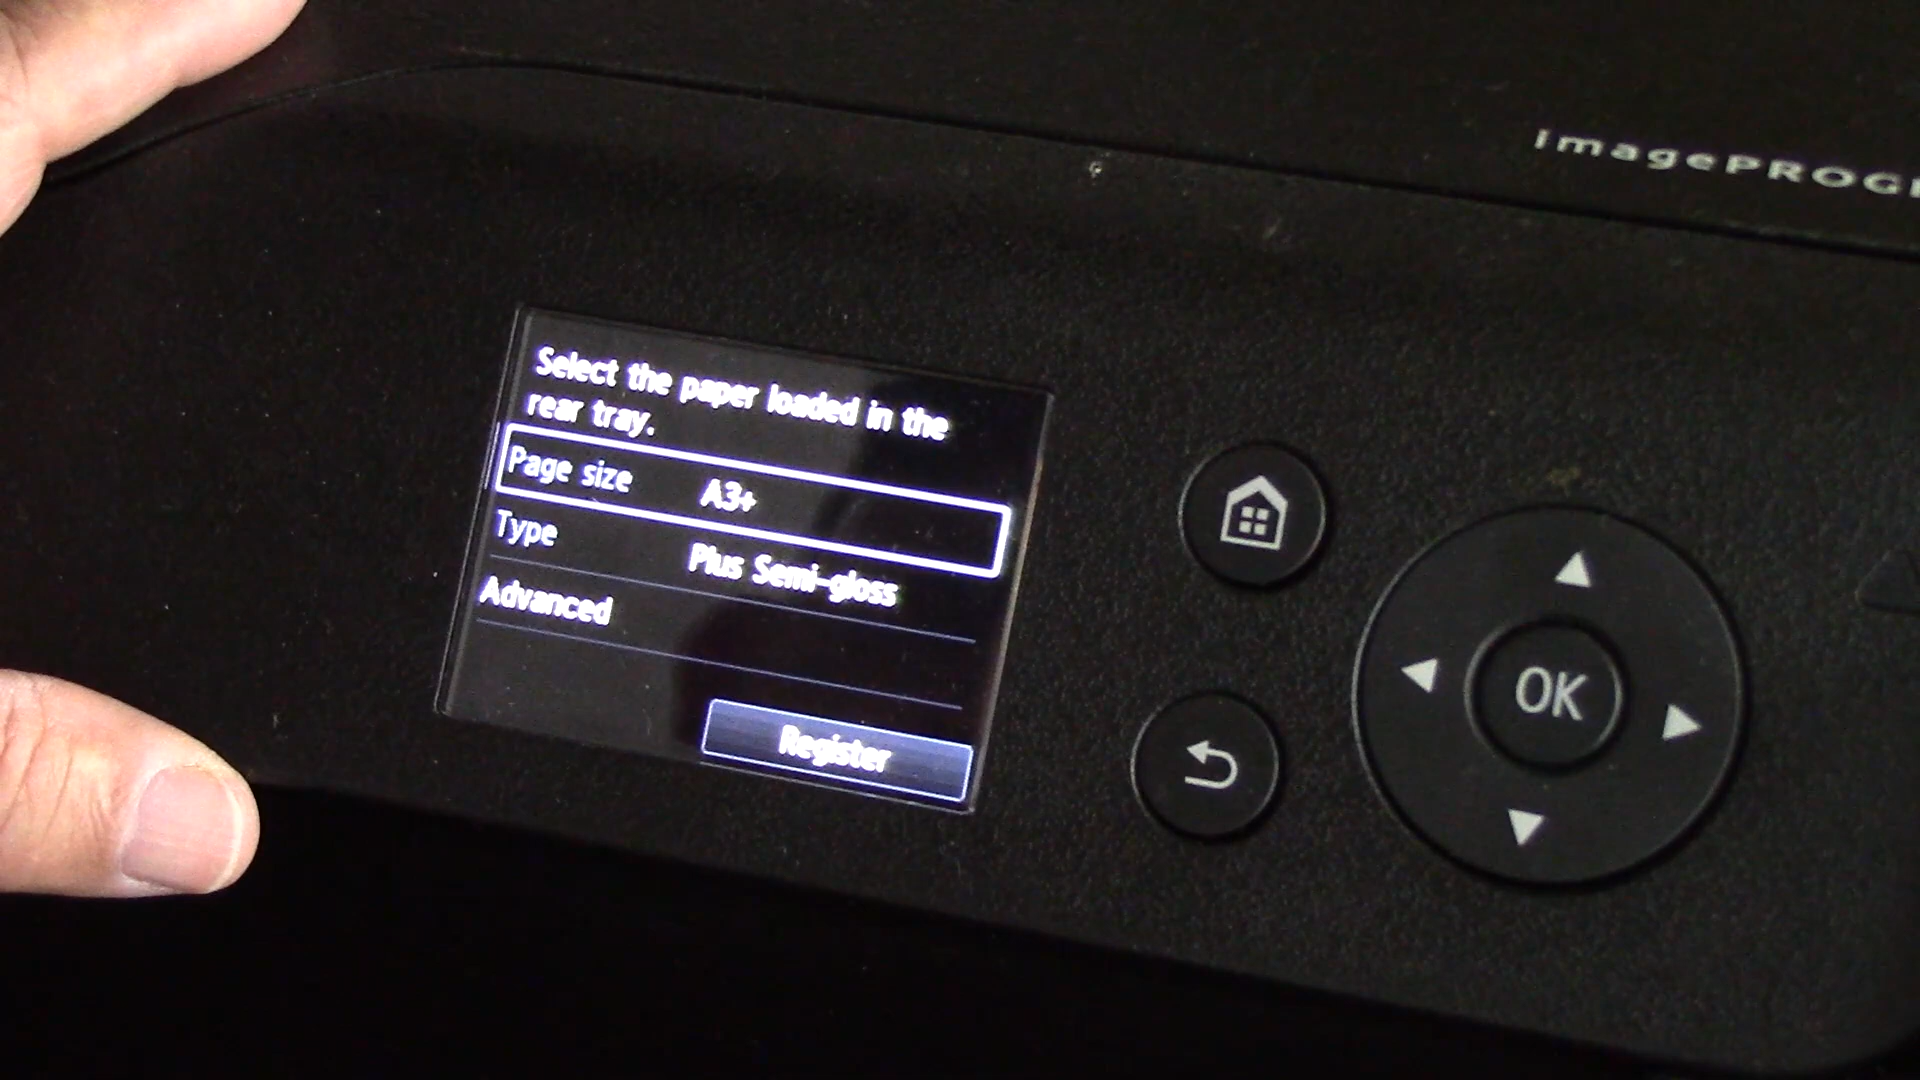 ImagePROG
Select the paper loaded in the
rear tray.
Page size A3+
Type Plus Semi-gloss
Advanced
Register
OK